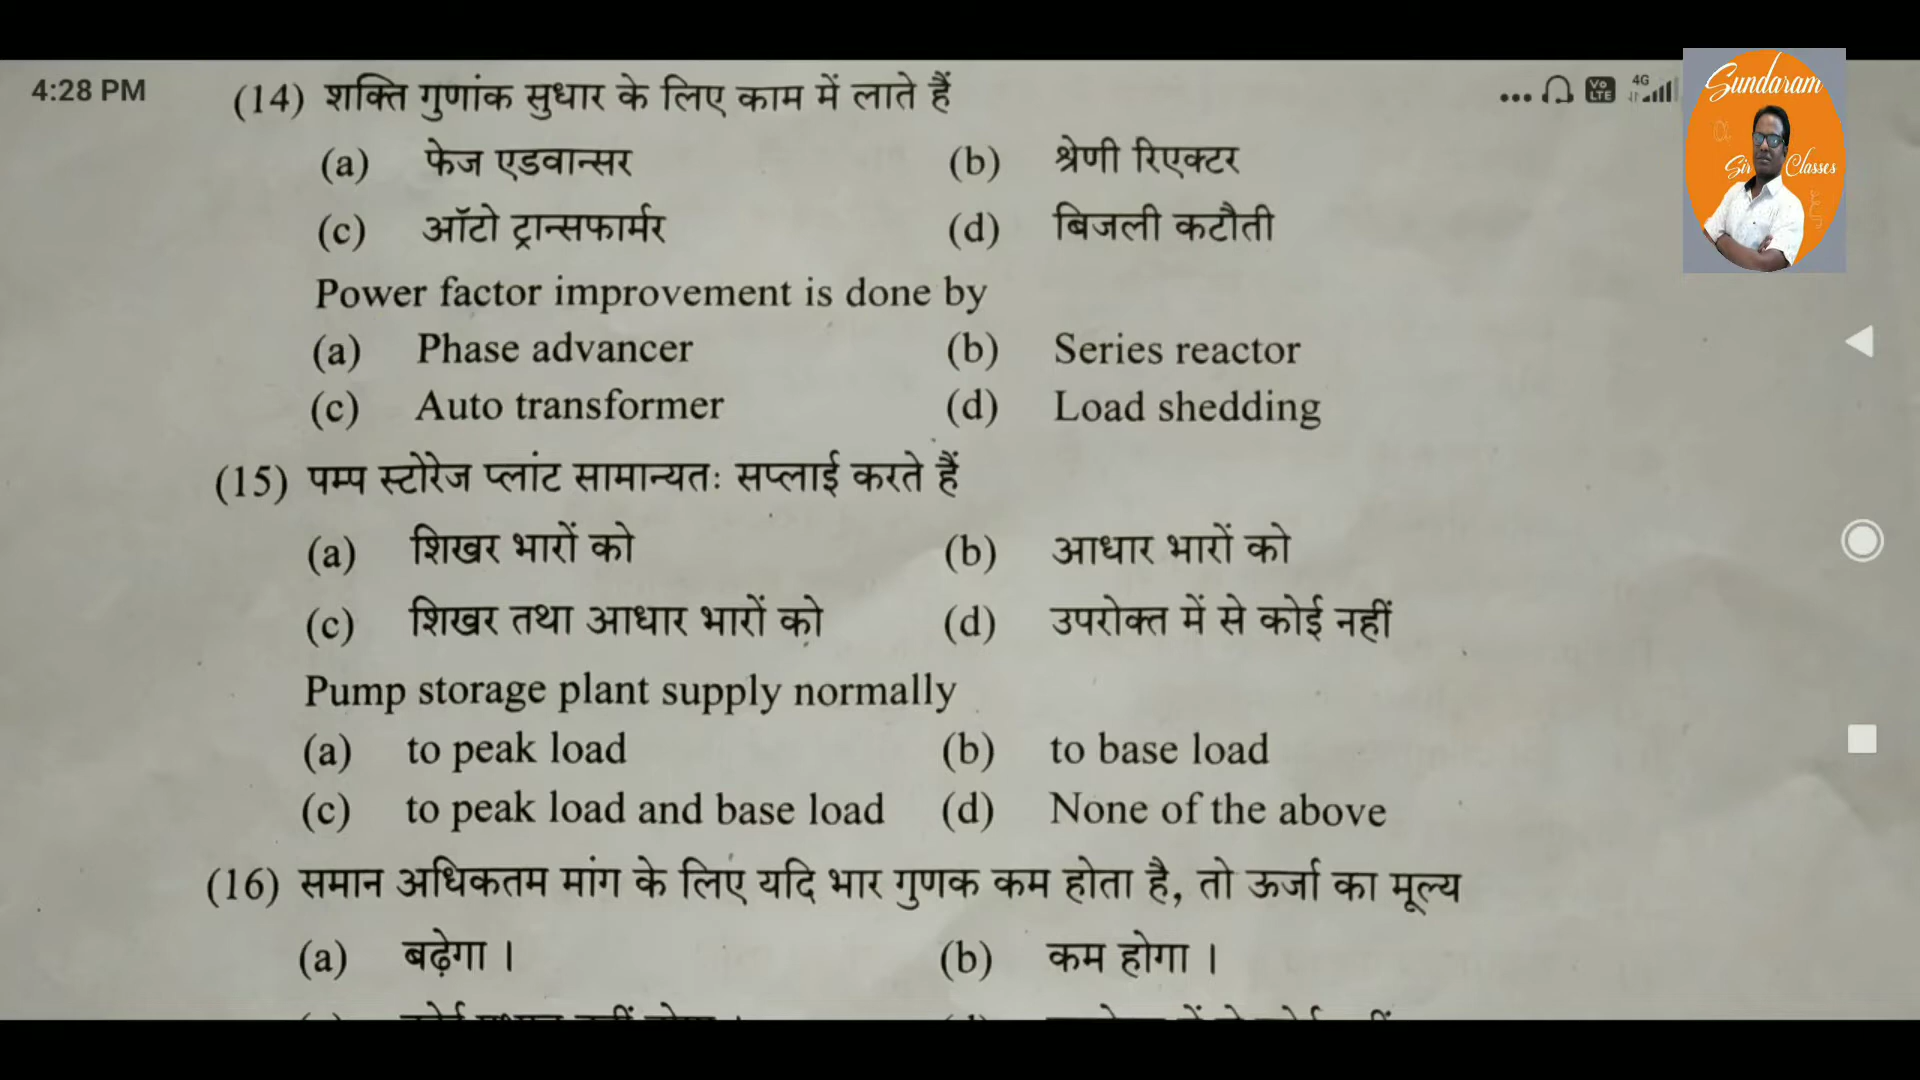 4:28 PM
Vo LTE 4G
Sundaram
Sir Classes
(14) शक्ति गुणांक सुधार के लिए काम में लाते हैं
(a) फेज एडवान्सर (b) श्रेणी रिएक्टर
(c) ऑटो ट्रान्सफार्मर (d) बिजली कटौती
Power factor improvement is done by
(a) Phase advancer (b) Series reactor
(c) Auto transformer (d) Load shedding
(15) पम्प स्टोरेज प्लांट सामान्यतः सप्लाई करते हैं
(a) शिखर भारों को (b) आधार भारों को
(c) शिखर तथा आधार भारों को (d) उपरोक्त में से कोई नहीं
Pump storage plant supply normally
(a) to peak load (b) to base load
(c) to peak load and base load (d) None of the above
(16) समान अधिकतम मांग के लिए यदि भार गुणक कम होता है, तो ऊर्जा का मूल्य
(a) बढ़ेगा । (b) कम होगा ।